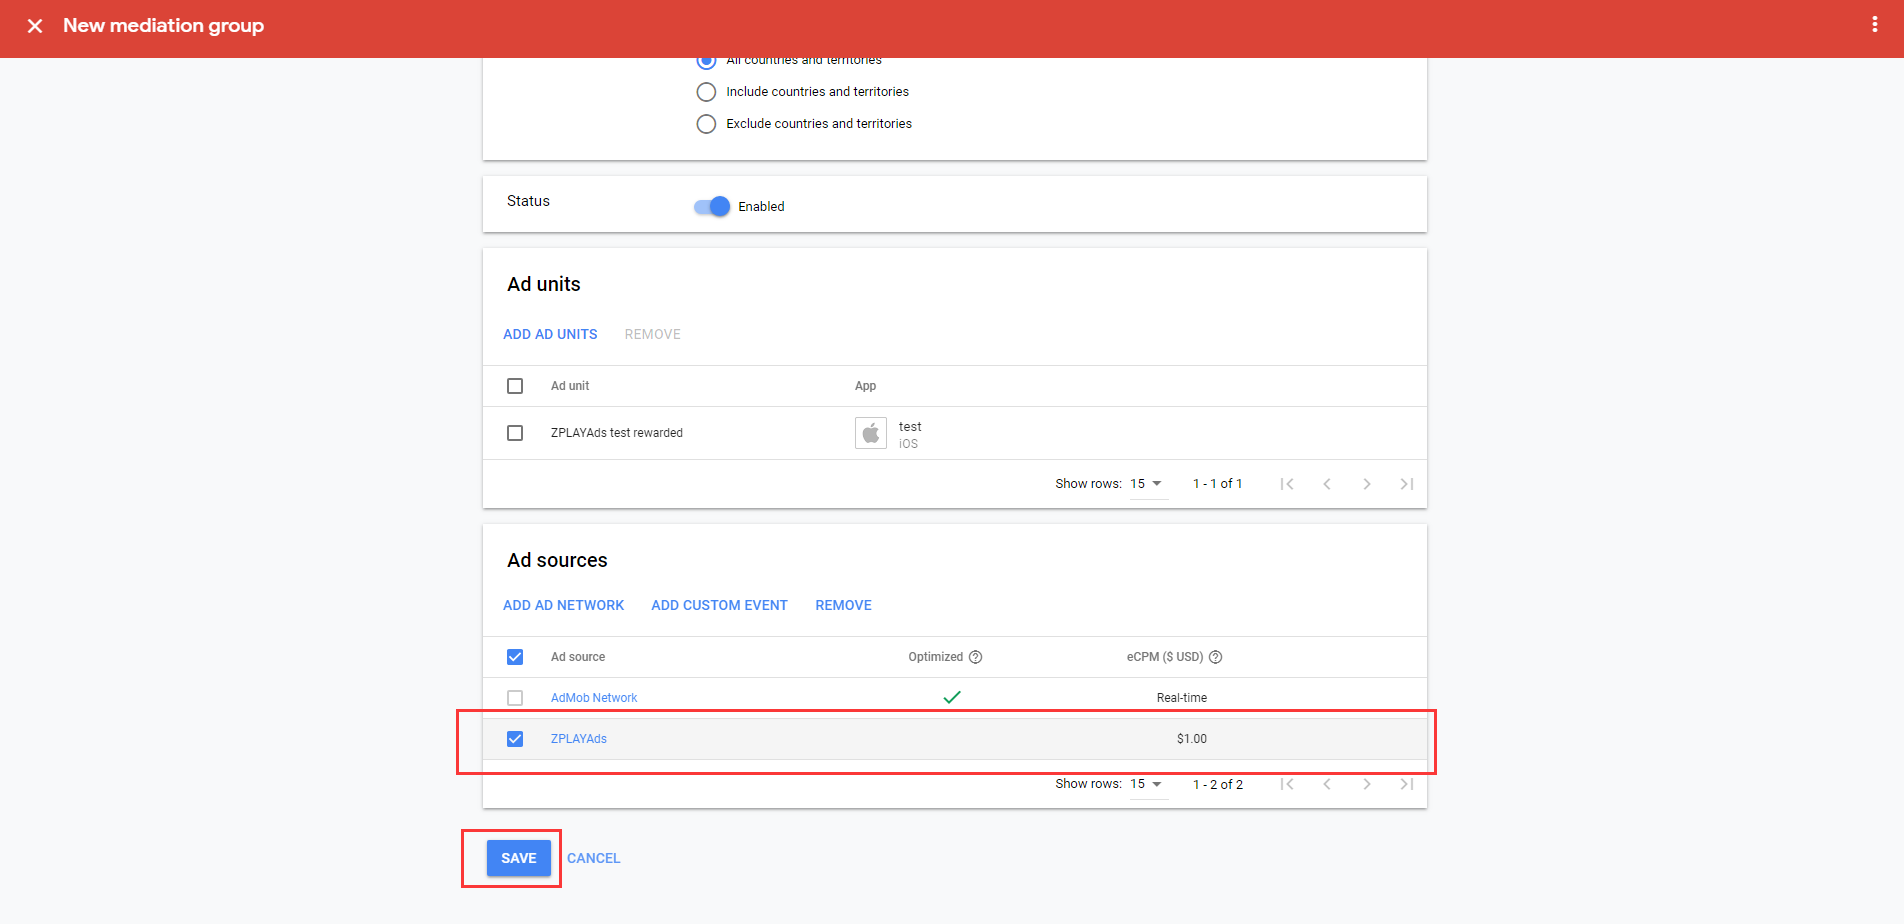 New mediation group
All countries and territories
Include countries and territories
Exclude countries and territories
Status
Enabled
Ad units
ADD AD UNITS REMOVE
Ad unit App
ZPLAYAds test rewarded test
iOS
Show rows: 15 1 - 1 of 1
Ad sources
ADD AD NETWORK ADD CUSTOM EVENT REMOVE
Ad source Optimized eCPM ($ USD)
AdMob Network Real-time
ZPLAYAds $1.00
Show rows: 15 1 - 2 of 2
SAVE CANCEL